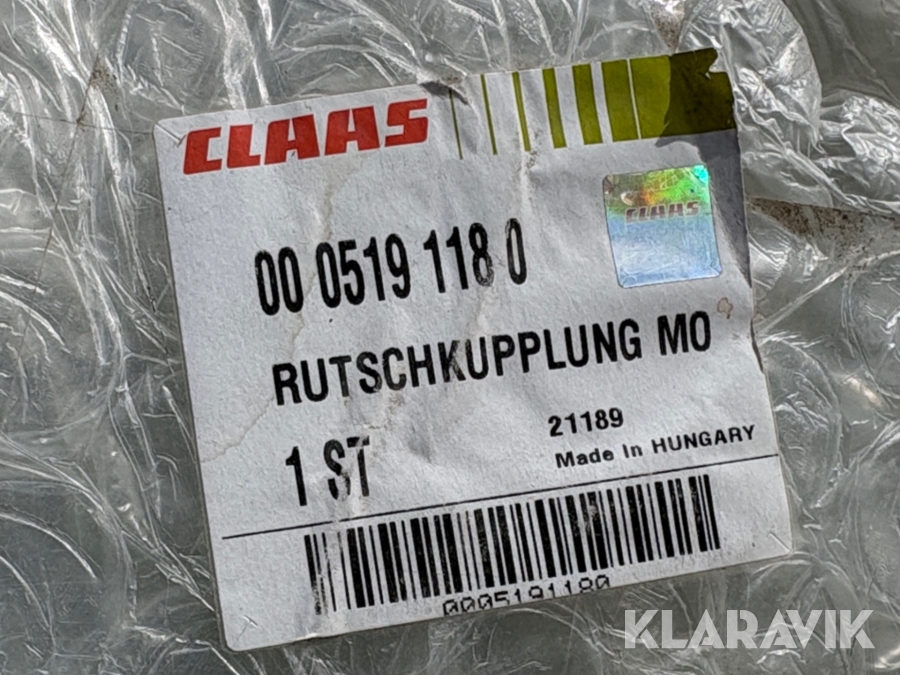 CLAAS
CLAAS
00 0519 118 0
RUTSCHKUPPLUNG MO
21189
1 ST
Made In HUNGARY
0005191180
KLARAVIK